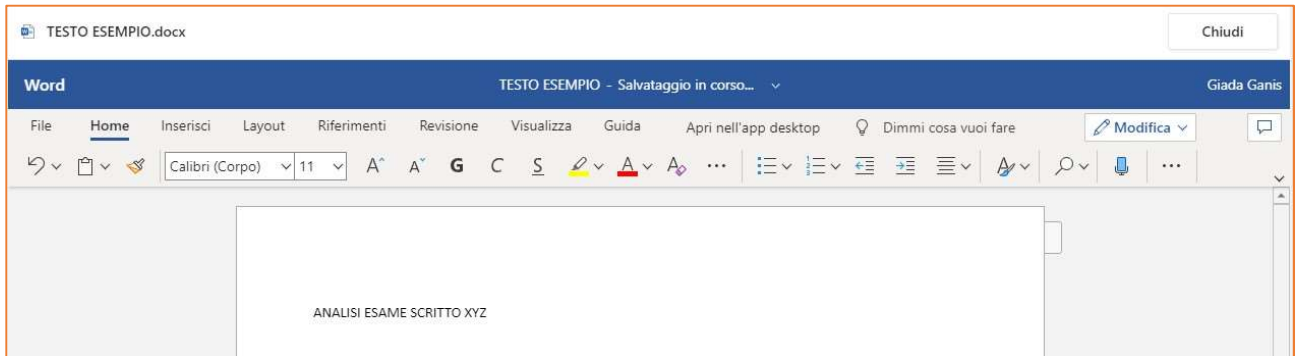 TESTO ESEMPIO.docx
Chiudi
Word
TESTO ESEMPIO - Salvataggio in corso...
Giada Ganis
File Home Inserisci Layout Riferimenti Revisione Visualizza Guida Apri nell'app desktop Dimmi cosa vuoi fare Modifica
Calibri (Corpo) 11 A A G C S A A
ANALISI ESAME SCRITTO XYZ